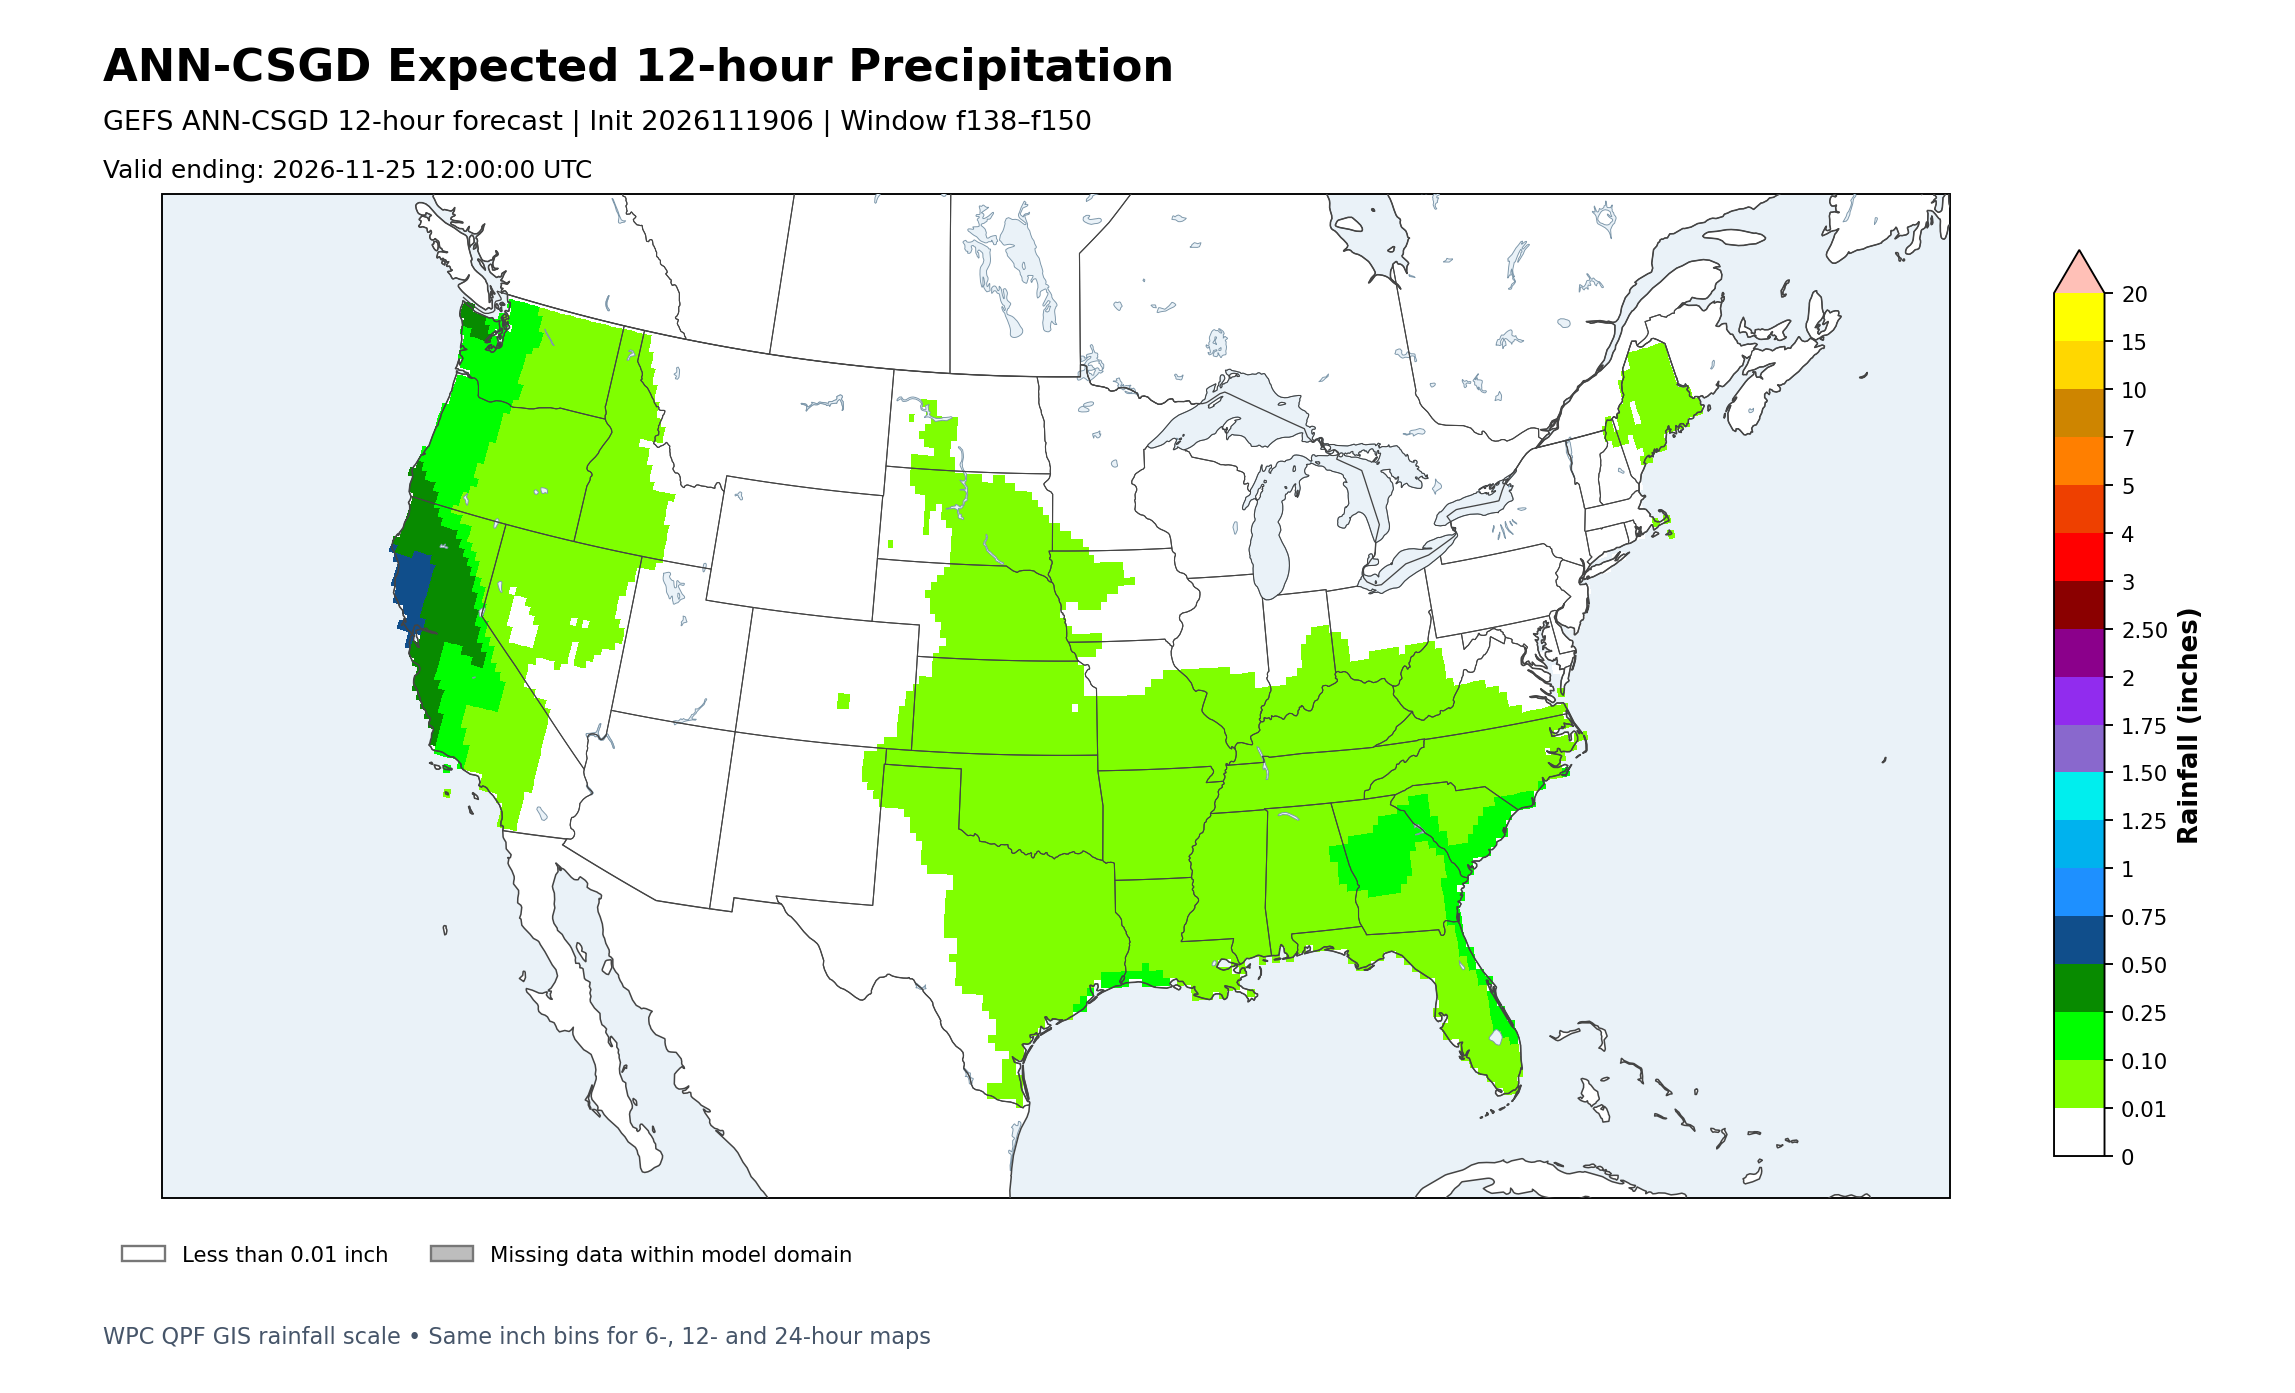 ANN-CSGD Expected 12-hour Precipitation
GEFS ANN-CSGD 12-hour forecast | Init 2026111906 | Window f138–f150
Valid ending: 2026-11-25 12:00:00 UTC
20
15
10
7
5
4
3
2.50
2
1.75
1.50
1.25
1
0.75
0.50
0.25
0.10
0.01
0
Rainfall (inches)
Less than 0.01 inch
Missing data within model domain
WPC QPF GIS rainfall scale • Same inch bins for 6-, 12- and 24-hour maps